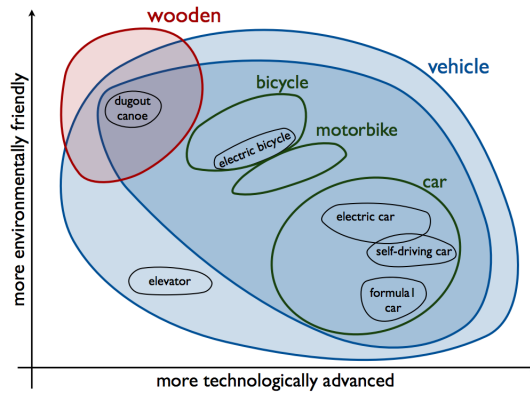 wooden
vehicle
bicycle
dugout
canoe
motorbike
electric bicycle
car
electric car
self-driving car
elevator
formula1
car
more environmentally friendly
more technologically advanced